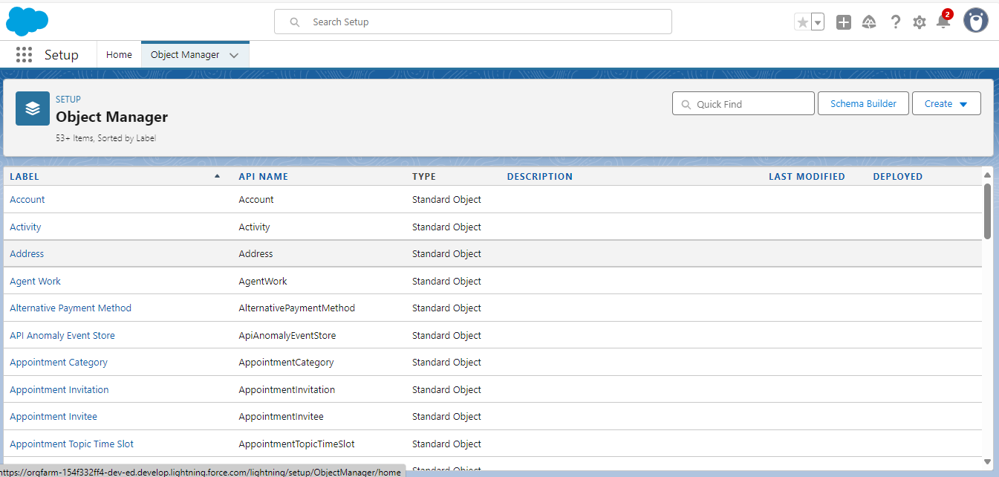 Search Setup
2
Setup
Home
Object Manager
SETUP
Object Manager
53+ Items, Sorted by Label
Quick Find
Schema Builder
Create
LABEL API NAME TYPE DESCRIPTION LAST MODIFIED DEPLOYED
Account Account Standard Object
Activity Activity Standard Object
Address Address Standard Object
Agent Work AgentWork Standard Object
Alternative Payment Method AlternativePaymentMethod Standard Object
API Anomaly Event Store ApiAnomalyEventStore Standard Object
Appointment Category AppointmentCategory Standard Object
Appointment Invitation AppointmentInvitation Standard Object
Appointment Invitee AppointmentInvitee Standard Object
Appointment Topic Time Slot AppointmentTopicTimeSlot Standard Object
Standard Object
https://orgfarm-154f332ff4-dev-ed.develop.lightning.force.com/lightning/setup/ObjectManager/home